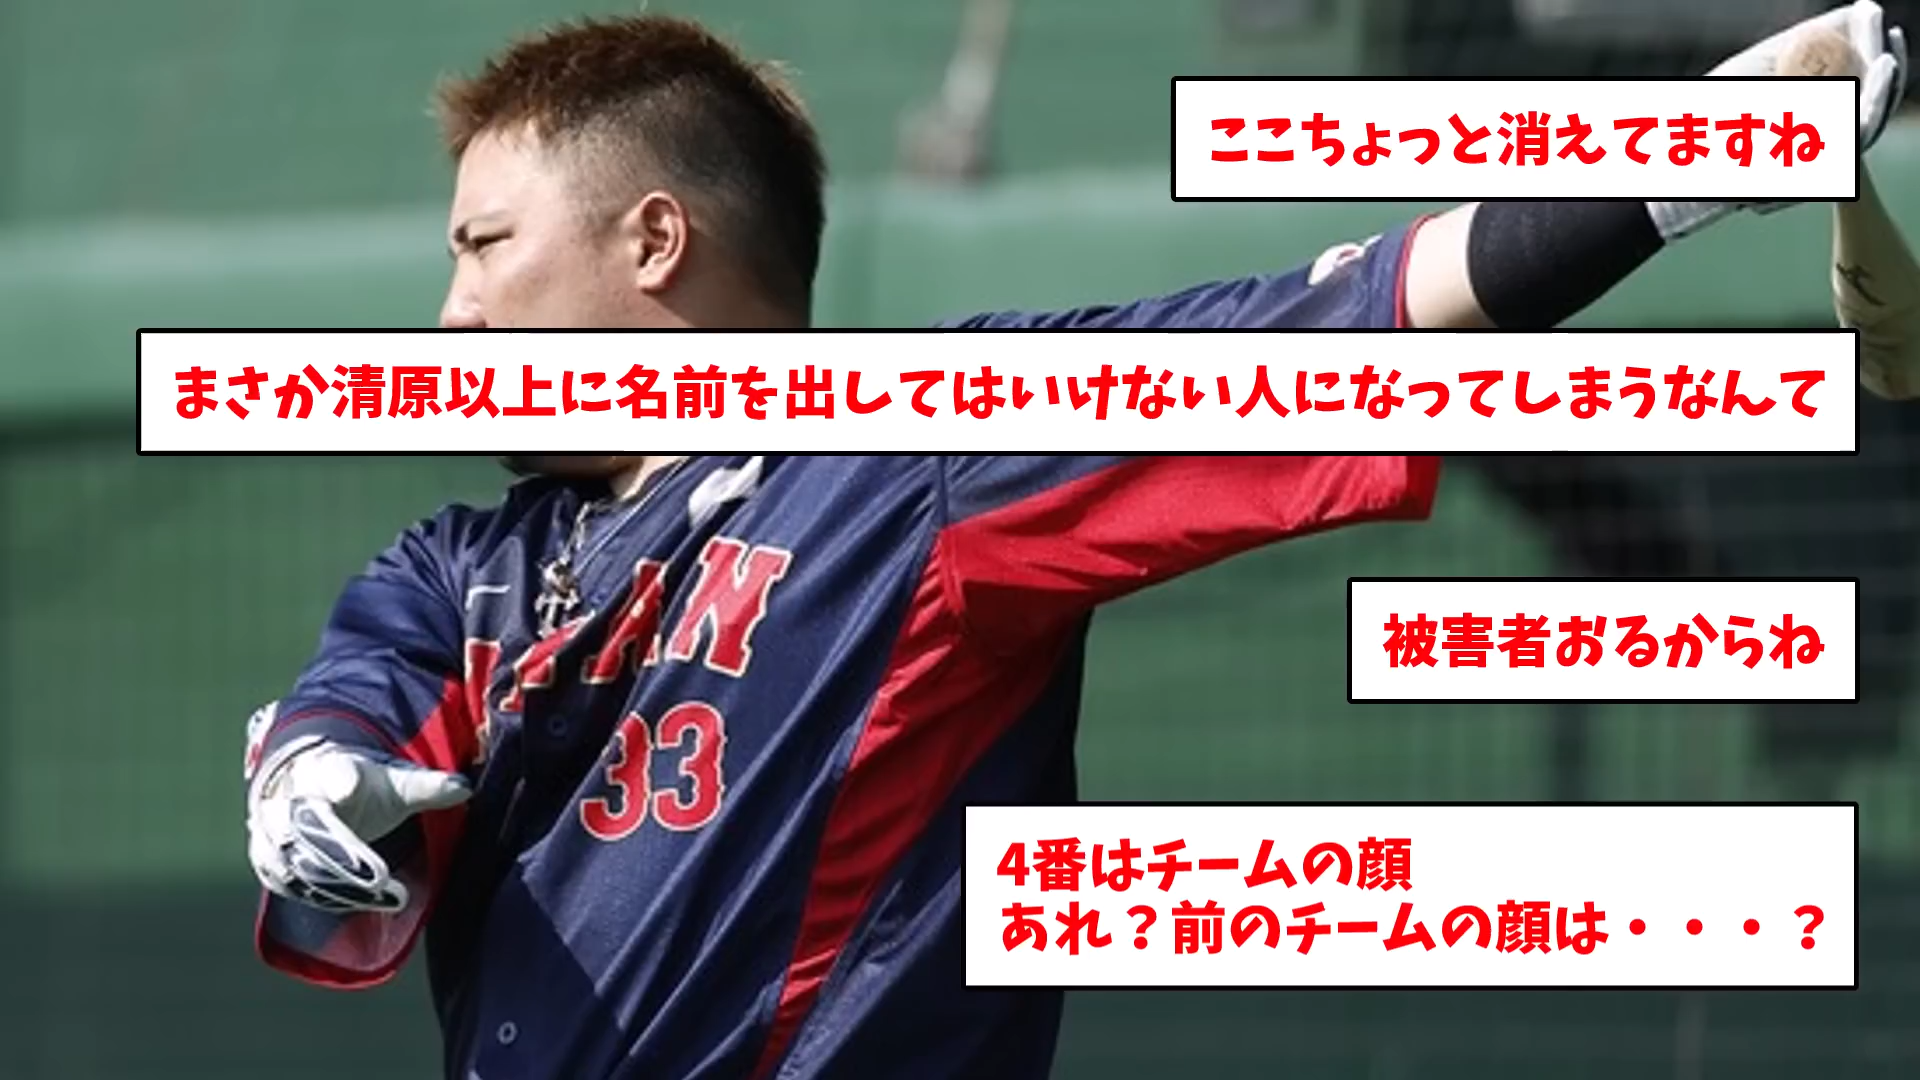 ここちょっと消えてますね
まさか清原以上に名前を出してはいけない人になってしまうなんて
JAPAN
33
被害者おるからね
4番はチームの顔
あれ？前のチームの顔は・・・？